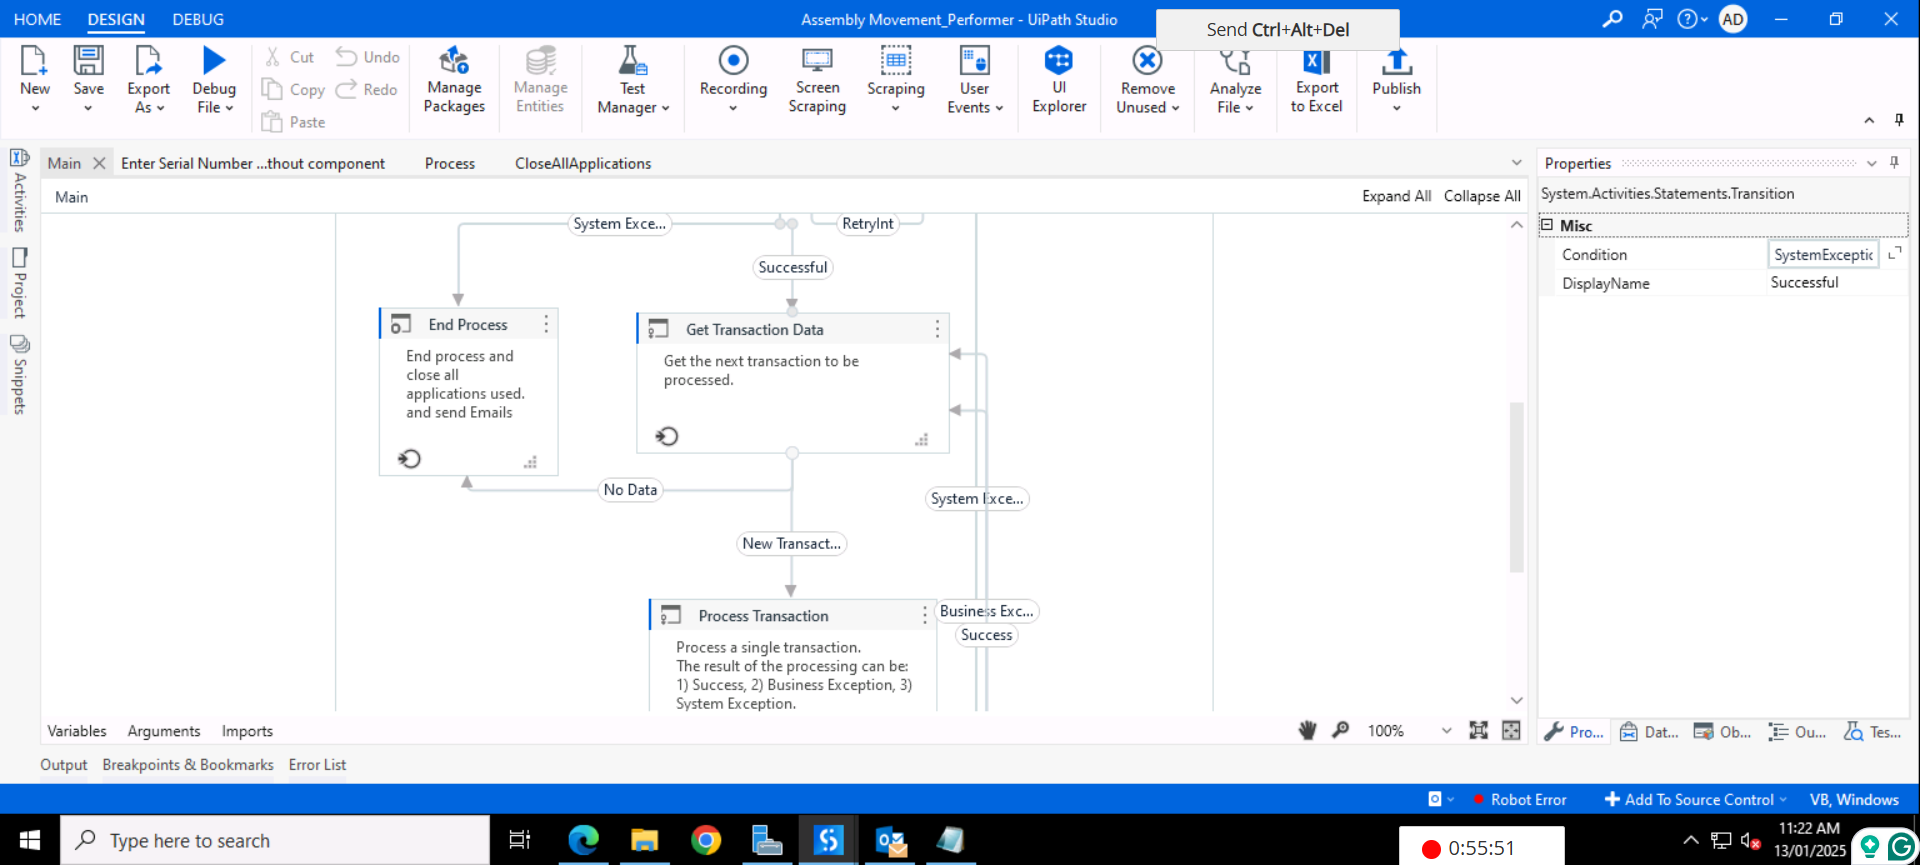 HOME DESIGN DEBUG
Assembly Movement_Performer - UiPath Studio
Send Ctrl+Alt+Del
AD
New
Save
Export
As
Debug
File
Cut
Copy
Paste
Undo
Redo
Manage
Packages
Manage
Entities
Test
Manager
Recording
Screen
Scraping
Scraping
User
Events
UI
Explorer
Remove
Unused
Analyze
File
Export
to Excel
Publish
Activities
Project
Snippets
Main Enter Serial Number ...thout component Process CloseAllApplications
Main Expand All Collapse All
System Exce... RetryInt
Successful
End Process
End process and
close all
applications used.
and send Emails
Get Transaction Data
Get the next transaction to be
processed.
No Data
System Exce...
New Transact...
Process Transaction
Process a single transaction.
The result of the processing can be:
1) Success, 2) Business Exception, 3)
System Exception.
Business Exc...
Success
Properties
System.Activities.Statements.Transition
Misc
Condition SystemExceptic
DisplayName Successful
Variables Arguments Imports 100%
Pro... Dat... Ob... Ou... Tes...
Output Breakpoints & Bookmarks Error List
Robot Error Add To Source Control VB, Windows
Type here to search
0:55:51
11:22 AM
13/01/2025